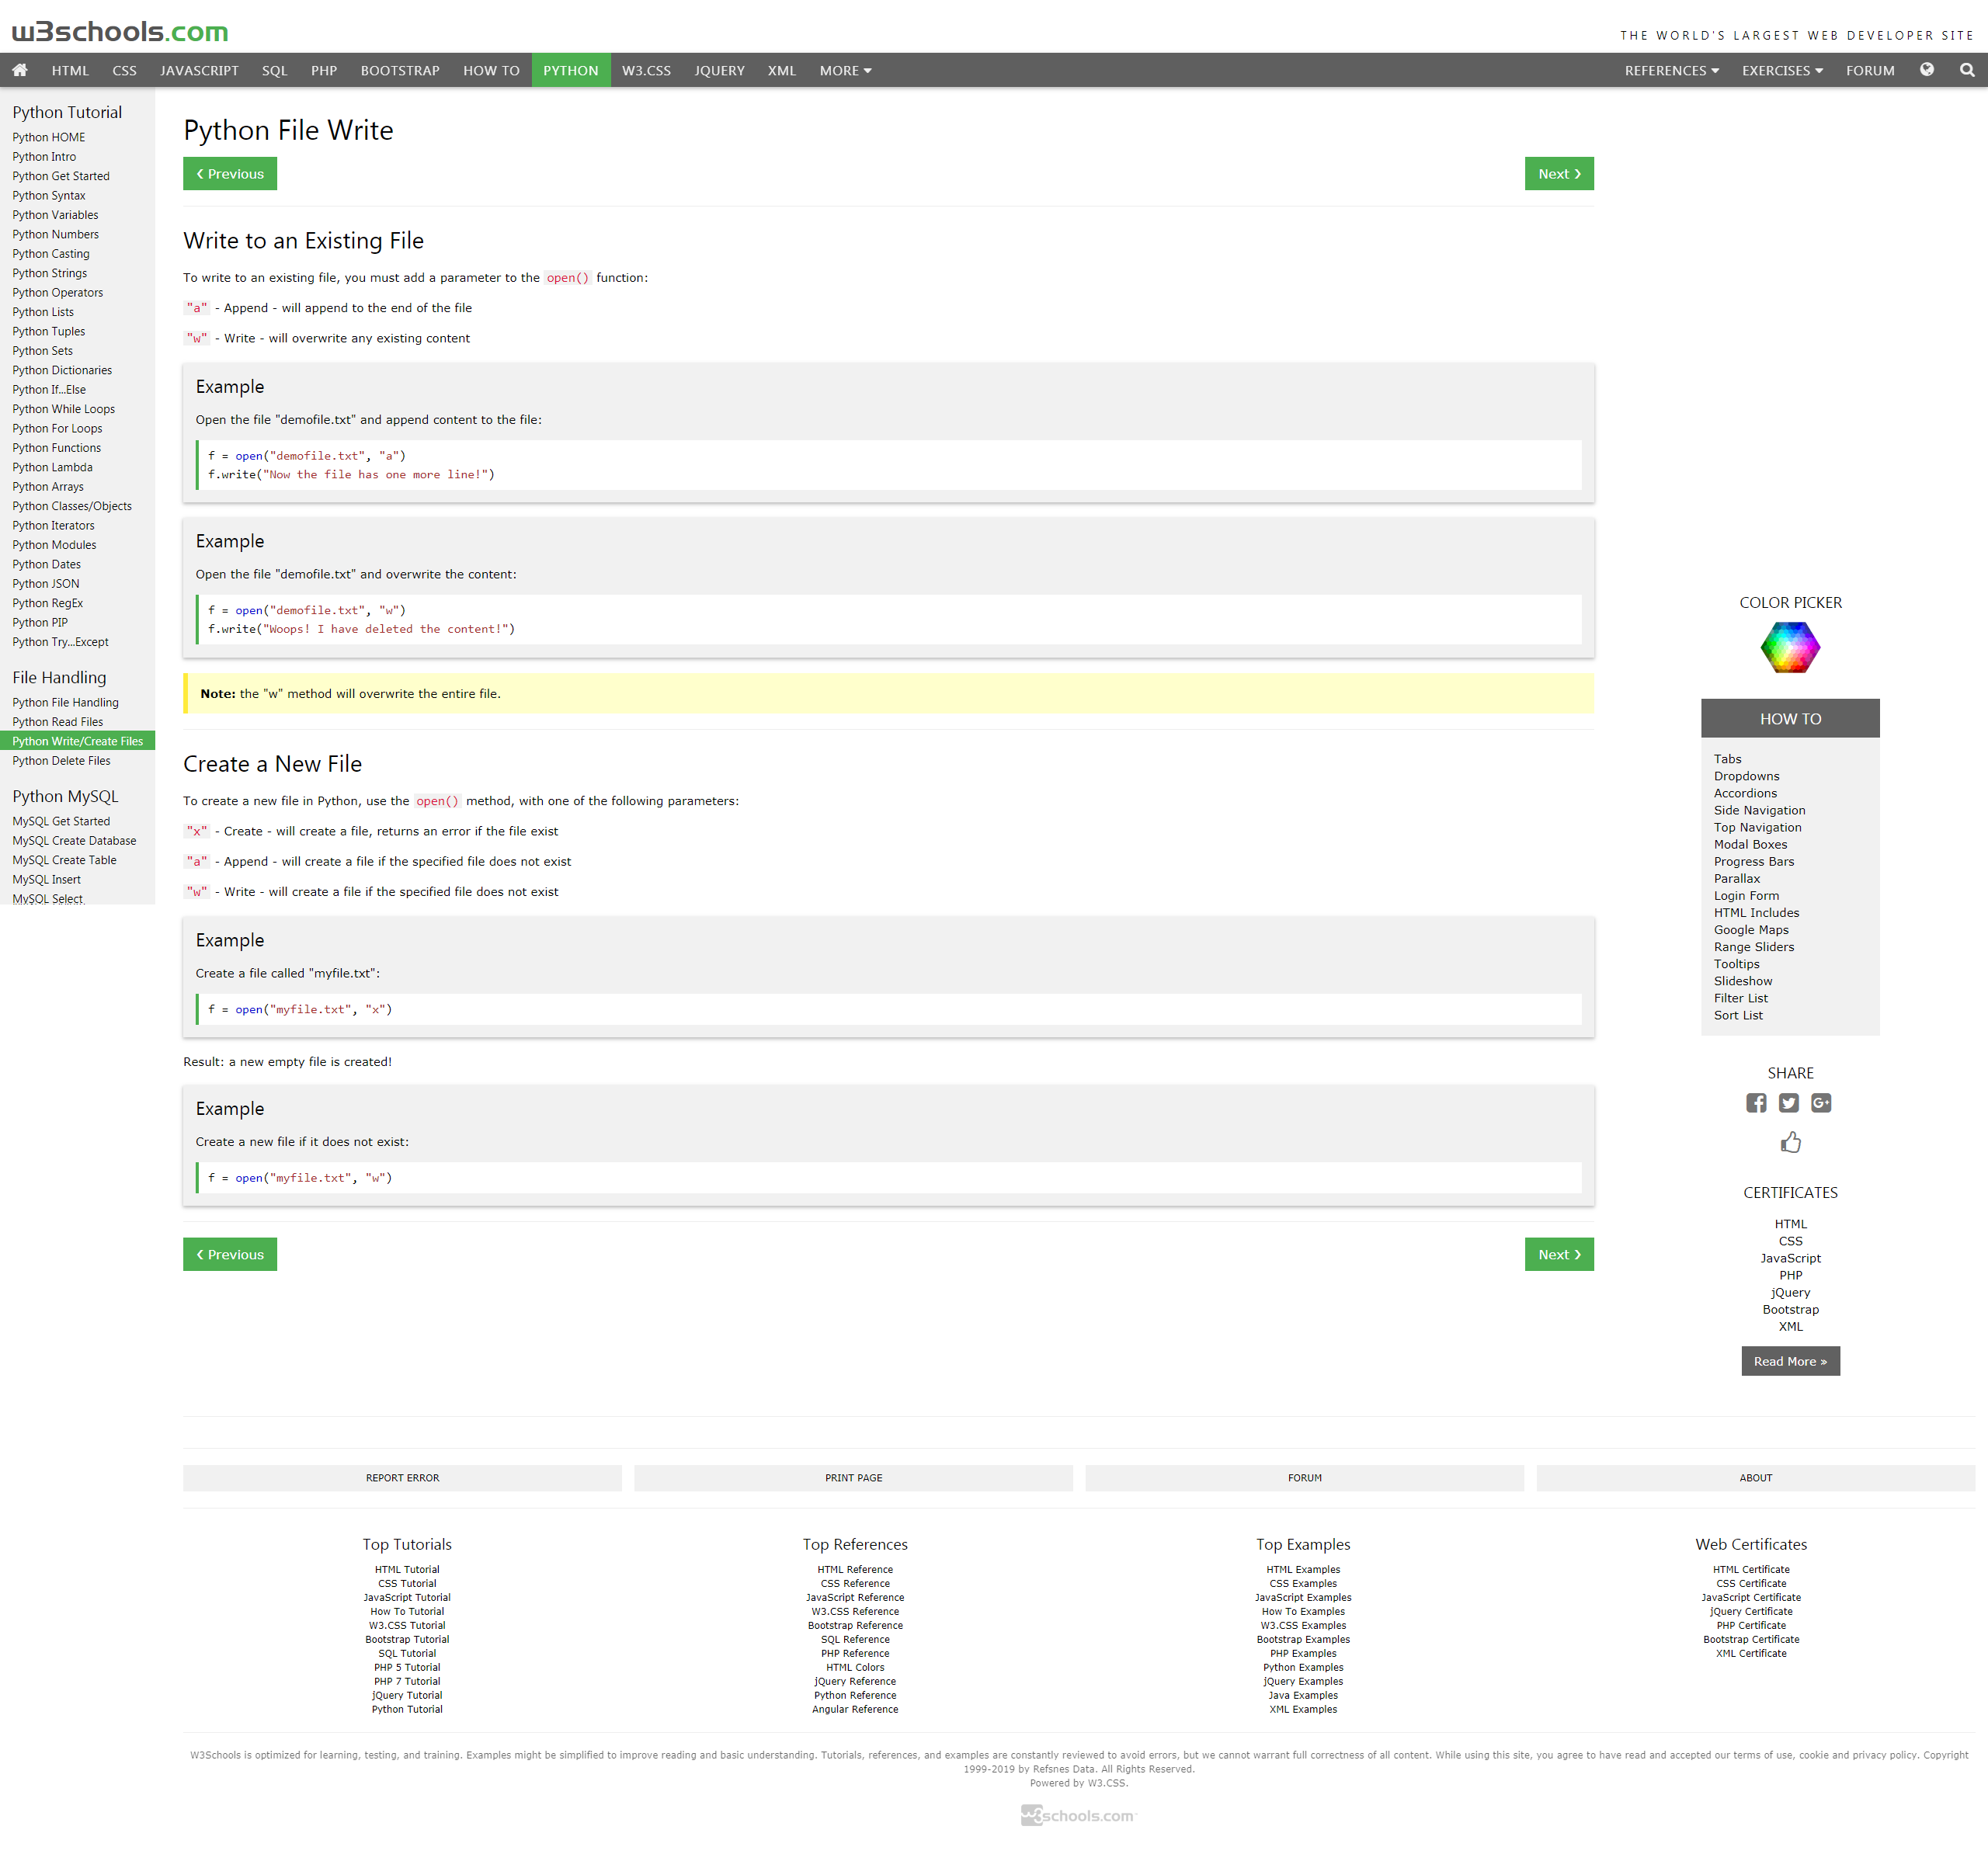 w3schools.com
THE WORLD'S LARGEST WEB DEVELOPER SITE
HTML CSS JAVASCRIPT SQL PHP BOOTSTRAP HOW TO PYTHON W3.CSS JQUERY XML MORE REFERENCES EXERCISES FORUM
Python Tutorial
Python HOME
Python Intro
Python Get Started
Python Syntax
Python Variables
Python Numbers
Python Casting
Python Strings
Python Operators
Python Lists
Python Tuples
Python Sets
Python Dictionaries
Python If...Else
Python While Loops
Python For Loops
Python Functions
Python Lambda
Python Arrays
Python Classes/Objects
Python Iterators
Python Modules
Python Dates
Python JSON
Python RegEx
Python PIP
Python Try...Except
File Handling
Python File Handling
Python Read Files
Python Write/Create Files
Python Delete Files
Python MySQL
MySQL Get Started
MySQL Create Database
MySQL Create Table
MySQL Insert
MySQL Select
Python File Write
❮ Previous
Next ❯
Write to an Existing File
To write to an existing file, you must add a parameter to the open() function:
"a" - Append - will append to the end of the file
"w" - Write - will overwrite any existing content
Example
Open the file "demofile.txt" and append content to the file:
f = open("demofile.txt", "a")
f.write("Now the file has one more line!")
Example
Open the file "demofile.txt" and overwrite the content:
f = open("demofile.txt", "w")
f.write("Woops! I have deleted the content!")
Note: the "w" method will overwrite the entire file.
Create a New File
To create a new file in Python, use the open() method, with one of the following parameters:
"x" - Create - will create a file, returns an error if the file exist
"a" - Append - will create a file if the specified file does not exist
"w" - Write - will create a file if the specified file does not exist
Example
Create a file called "myfile.txt":
f = open("myfile.txt", "x")
Result: a new empty file is created!
Example
Create a new file if it does not exist:
f = open("myfile.txt", "w")
❮ Previous
Next ❯
COLOR PICKER
HOW TO
Tabs
Dropdowns
Accordions
Side Navigation
Top Navigation
Modal Boxes
Progress Bars
Parallax
Login Form
HTML Includes
Google Maps
Range Sliders
Tooltips
Slideshow
Filter List
Sort List
SHARE
CERTIFICATES
HTML
CSS
JavaScript
PHP
jQuery
Bootstrap
XML
Read More »
REPORT ERROR
PRINT PAGE
FORUM
ABOUT
Top Tutorials
HTML Tutorial
CSS Tutorial
JavaScript Tutorial
How To Tutorial
W3.CSS Tutorial
Bootstrap Tutorial
SQL Tutorial
PHP 5 Tutorial
PHP 7 Tutorial
jQuery Tutorial
Python Tutorial
Top References
HTML Reference
CSS Reference
JavaScript Reference
W3.CSS Reference
Bootstrap Reference
SQL Reference
PHP Reference
HTML Colors
jQuery Reference
Python Reference
Angular Reference
Top Examples
HTML Examples
CSS Examples
JavaScript Examples
How To Examples
W3.CSS Examples
Bootstrap Examples
PHP Examples
Python Examples
jQuery Examples
Java Examples
XML Examples
Web Certificates
HTML Certificate
CSS Certificate
JavaScript Certificate
jQuery Certificate
PHP Certificate
Bootstrap Certificate
XML Certificate
W3Schools is optimized for learning, testing, and training. Examples might be simplified to improve reading and basic understanding. Tutorials, references, and examples are constantly reviewed to avoid errors, but we cannot warrant full correctness of all content. While using this site, you agree to have read and accepted our terms of use, cookie and privacy policy. Copyright
1999-2019 by Refsnes Data. All Rights Reserved.
Powered by W3.CSS.
w3schools.com